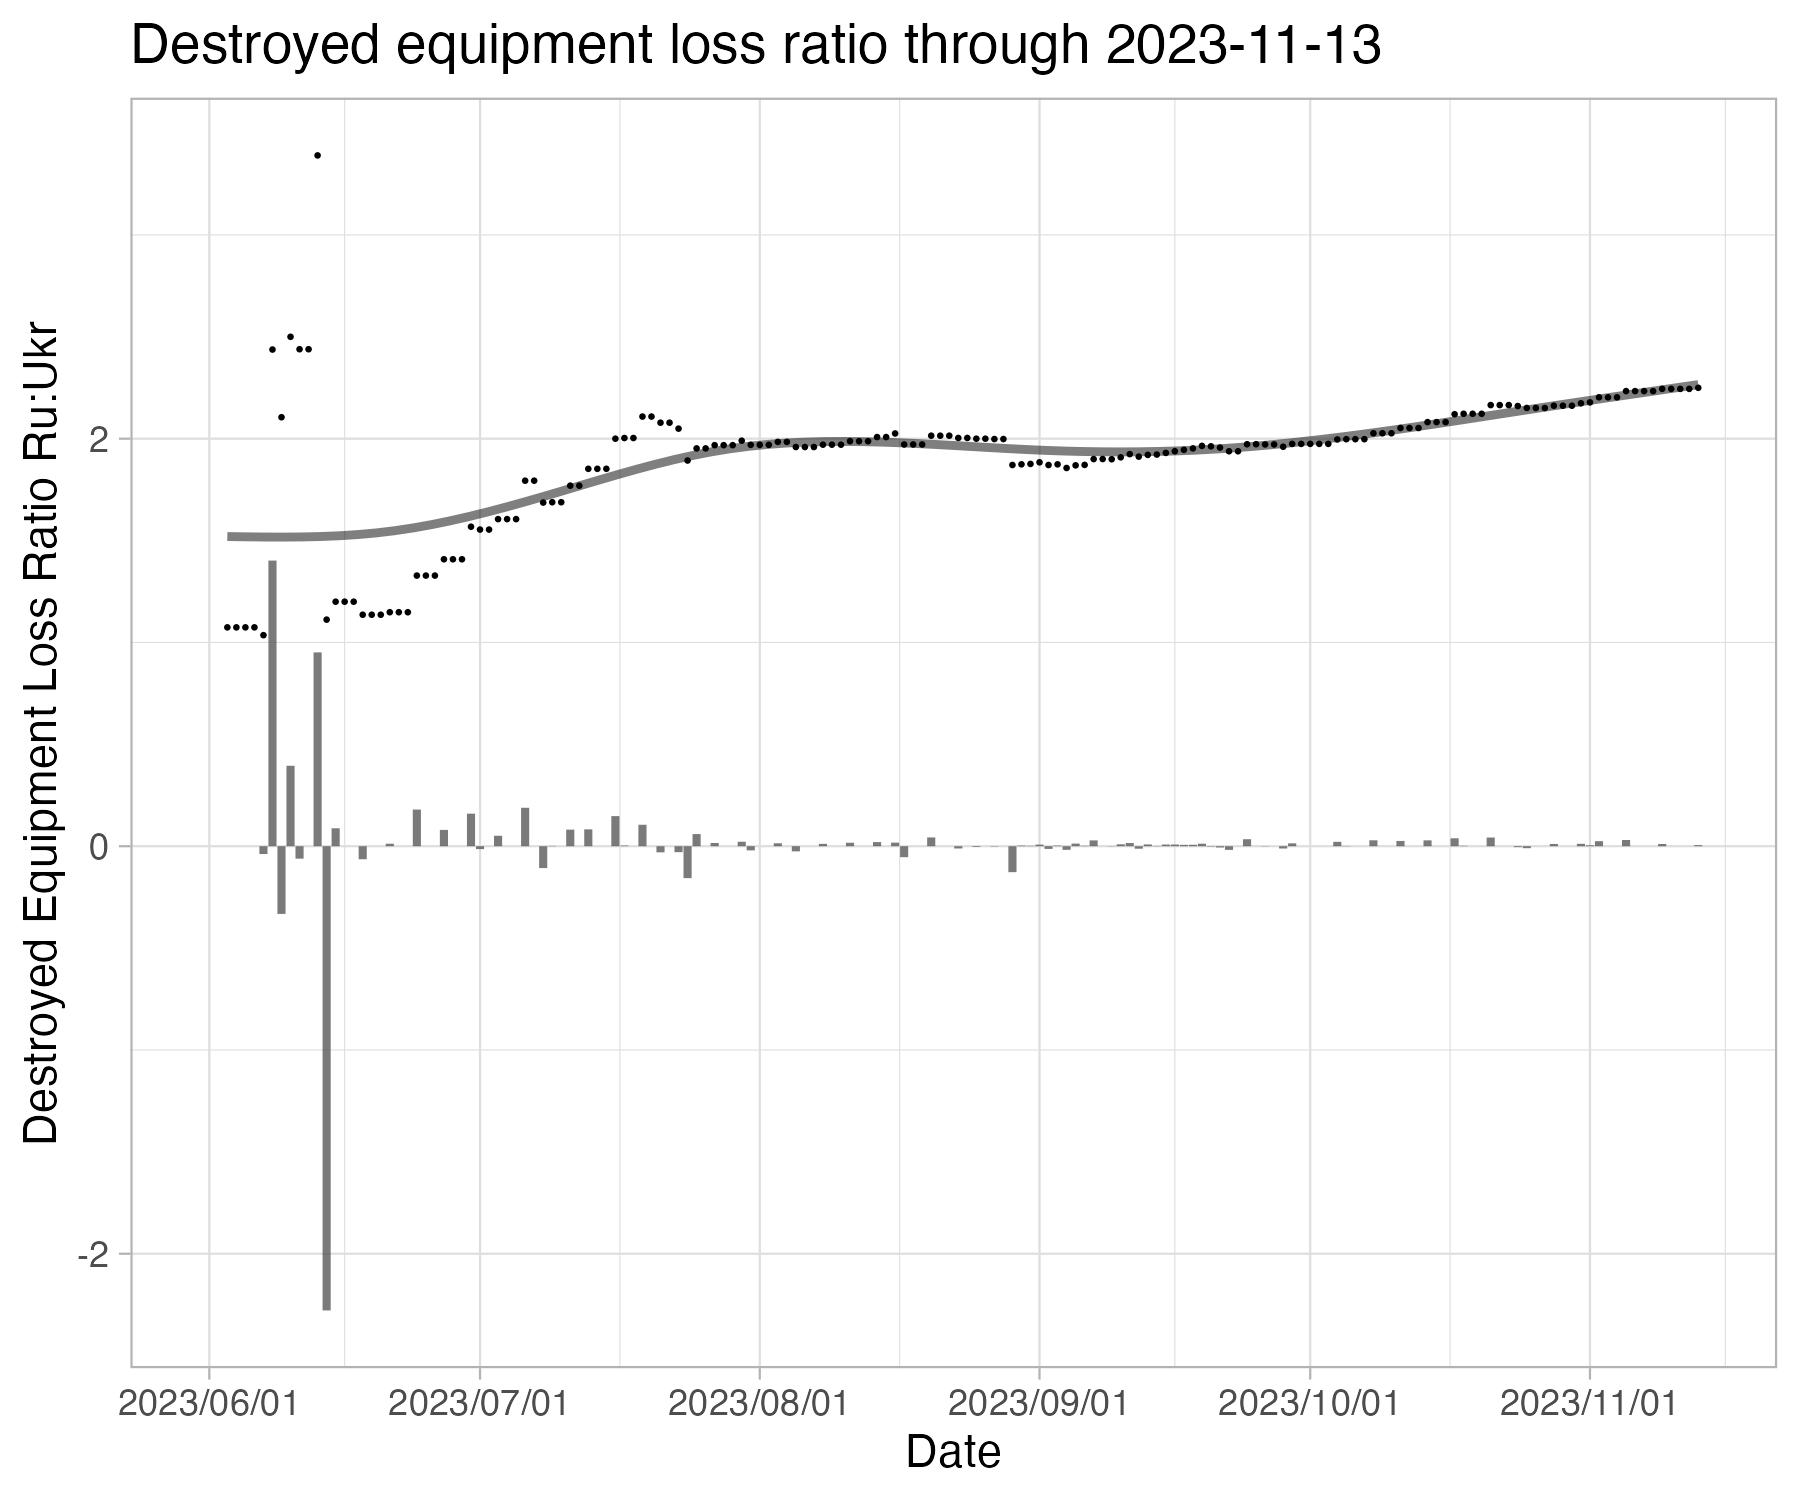 Destroyed equipment loss ratio through 2023-11-13
Destroyed Equipment Loss Ratio Ru:Ukr
2
0
-2
2023/06/01 2023/07/01 2023/08/01 2023/09/01 2023/10/01 2023/11/01
Date